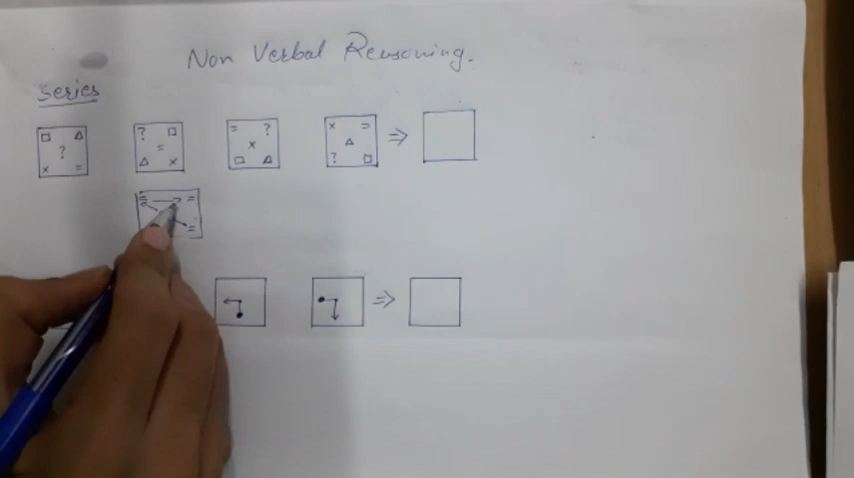 Non Verbal Reasoning.
Series
? ? ? ?
x = = x = ? x x =